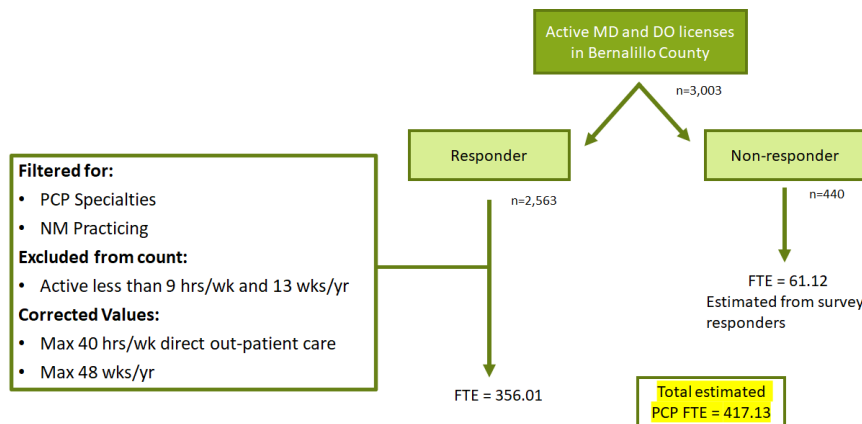 Active MD and DO licenses
in Bernalillo County
n=3,003
Responder
Non-responder
n=2,563
n=440
Filtered for:
• PCP Specialties
• NM Practicing
Excluded from count:
• Active less than 9 hrs/wk and 13 wks/yr
Corrected Values:
• Max 40 hrs/wk direct out-patient care
• Max 48 wks/yr
FTE = 61.12
Estimated from survey
responders
FTE = 356.01
Total estimated
PCP FTE = 417.13